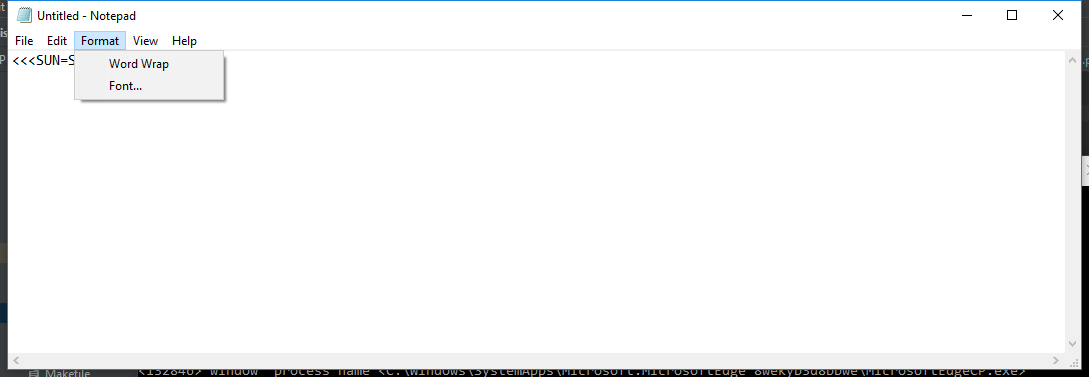 Untitled - Notepad
File Edit Format View Help
<<<SUN=S
Word Wrap
Font...
Makefile
<132846> window process name <C:\Windows\SystemApps\Microsoft.MicrosoftEdge_8wekyb3d8bbwe\MicrosoftEdgeCP.exe>